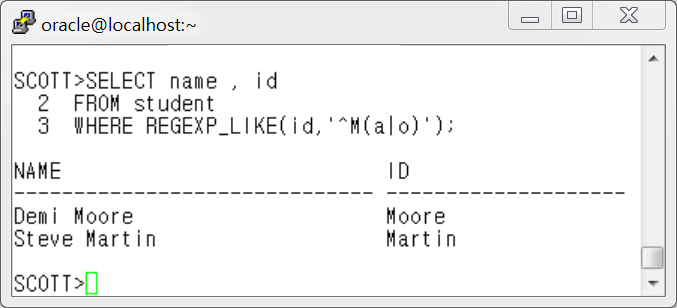 oracle@localhost:~
SCOTT>SELECT name , id
2 FROM student
3 WHERE REGEXP_LIKE(id,'^M(a|o)');
NAME ID
------------------------------ --------------------
Demi Moore Moore
Steve Martin Martin
SCOTT>